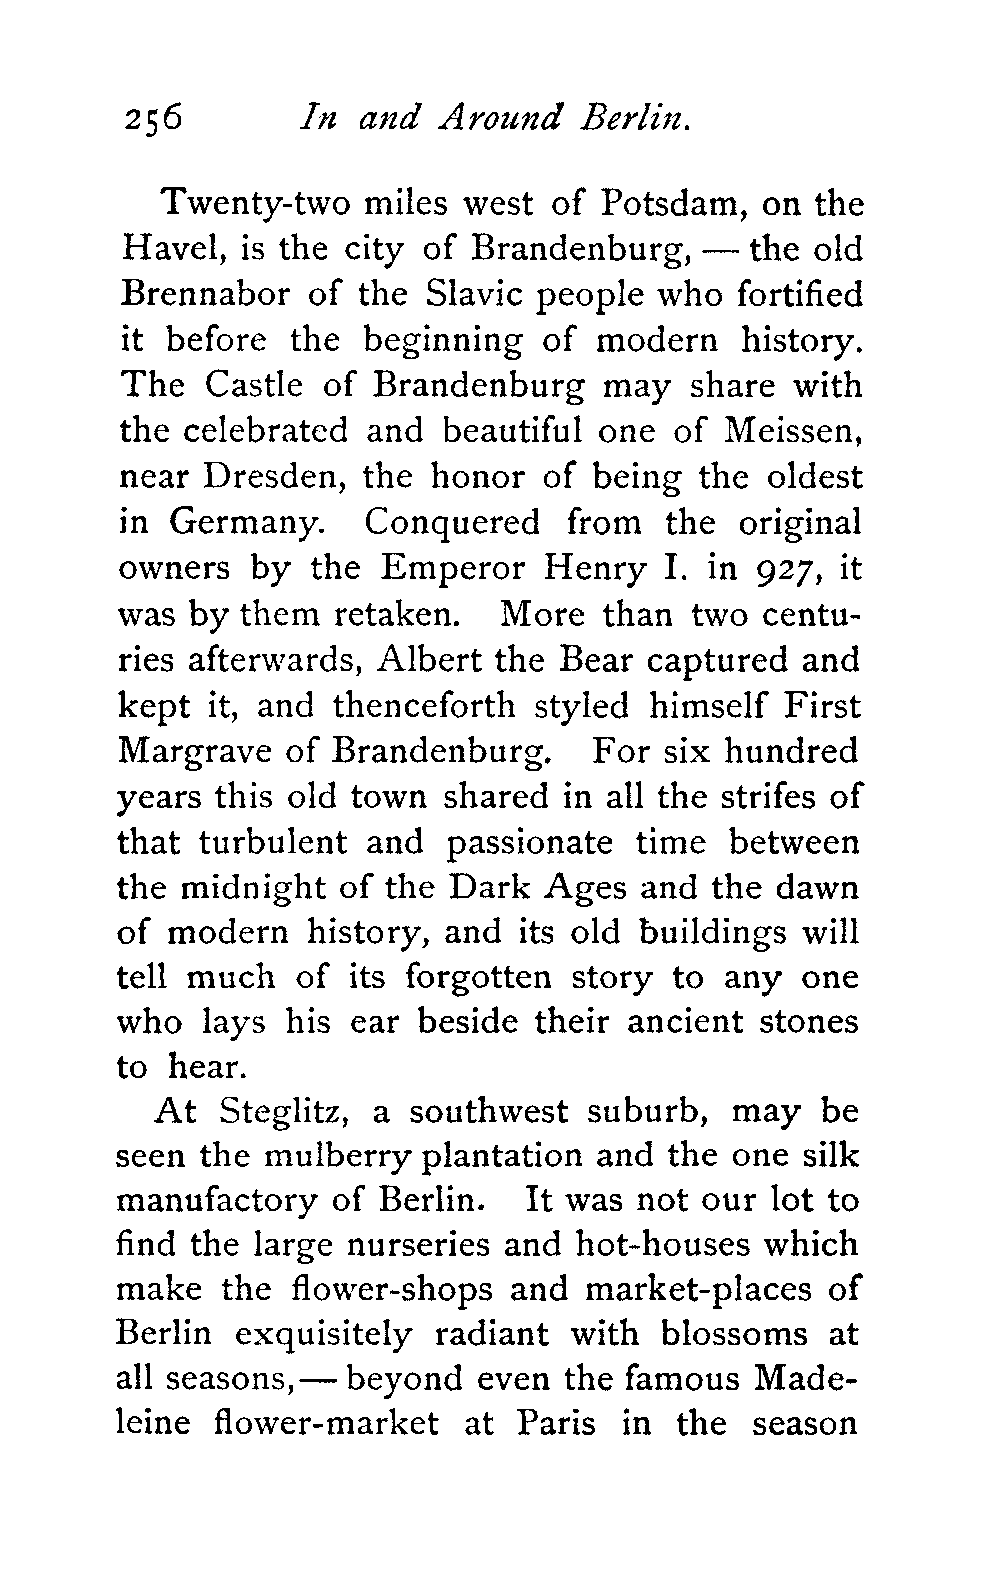 256 In and Around Berlin.
Twenty-two miles west of Potsdam, on the
Havel, is the city of Brandenburg, — the old
Brennabor of the Slavic people who fortified
it before the beginning of modern history.
The Castle of Brandenburg may share with
the celebrated and beautiful one of Meissen,
near Dresden, the honor of being the oldest
in Germany. Conquered from the original
owners by the Emperor Henry I. in 927, it
was by them retaken. More than two centu-
ries afterwards, Albert the Bear captured and
kept it, and thenceforth styled himself First
Margrave of Brandenburg. For six hundred
years this old town shared in all the strifes of
that turbulent and passionate time between
the midnight of the Dark Ages and the dawn
of modern history, and its old buildings will
tell much of its forgotten story to any one
who lays his ear beside their ancient stones
to hear.
At Steglitz, a southwest suburb, may be
seen the mulberry plantation and the one silk
manufactory of Berlin. It was not our lot to
find the large nurseries and hot-houses which
make the flower-shops and market-places of
Berlin exquisitely radiant with blossoms at
all seasons,— beyond even the famous Made-
leine flower-market at Paris in the season